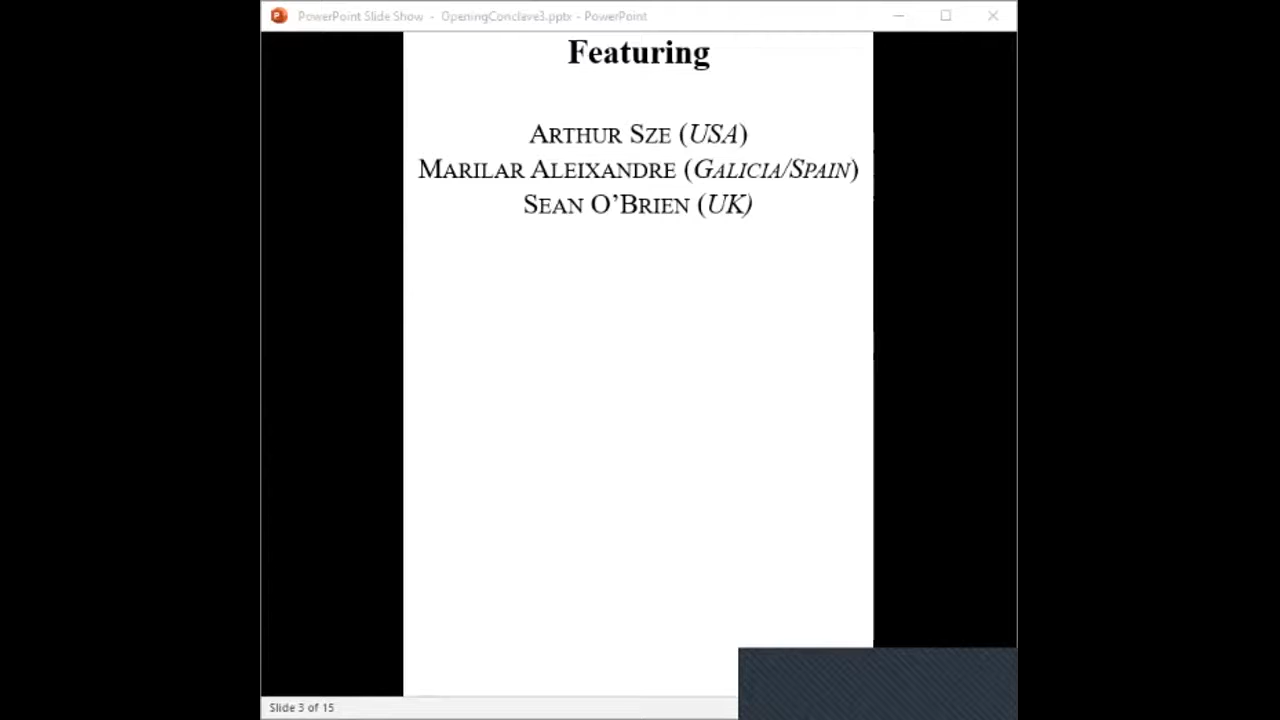 PowerPoint Slide Show - OpeningConclave3.pptx - PowerPoint
Featuring
ARTHUR SZE (USA)
MARILAR ALEIXANDRE (GALICIA/SPAIN)
SEAN O’BRIEN (UK)
Slide 3 of 15